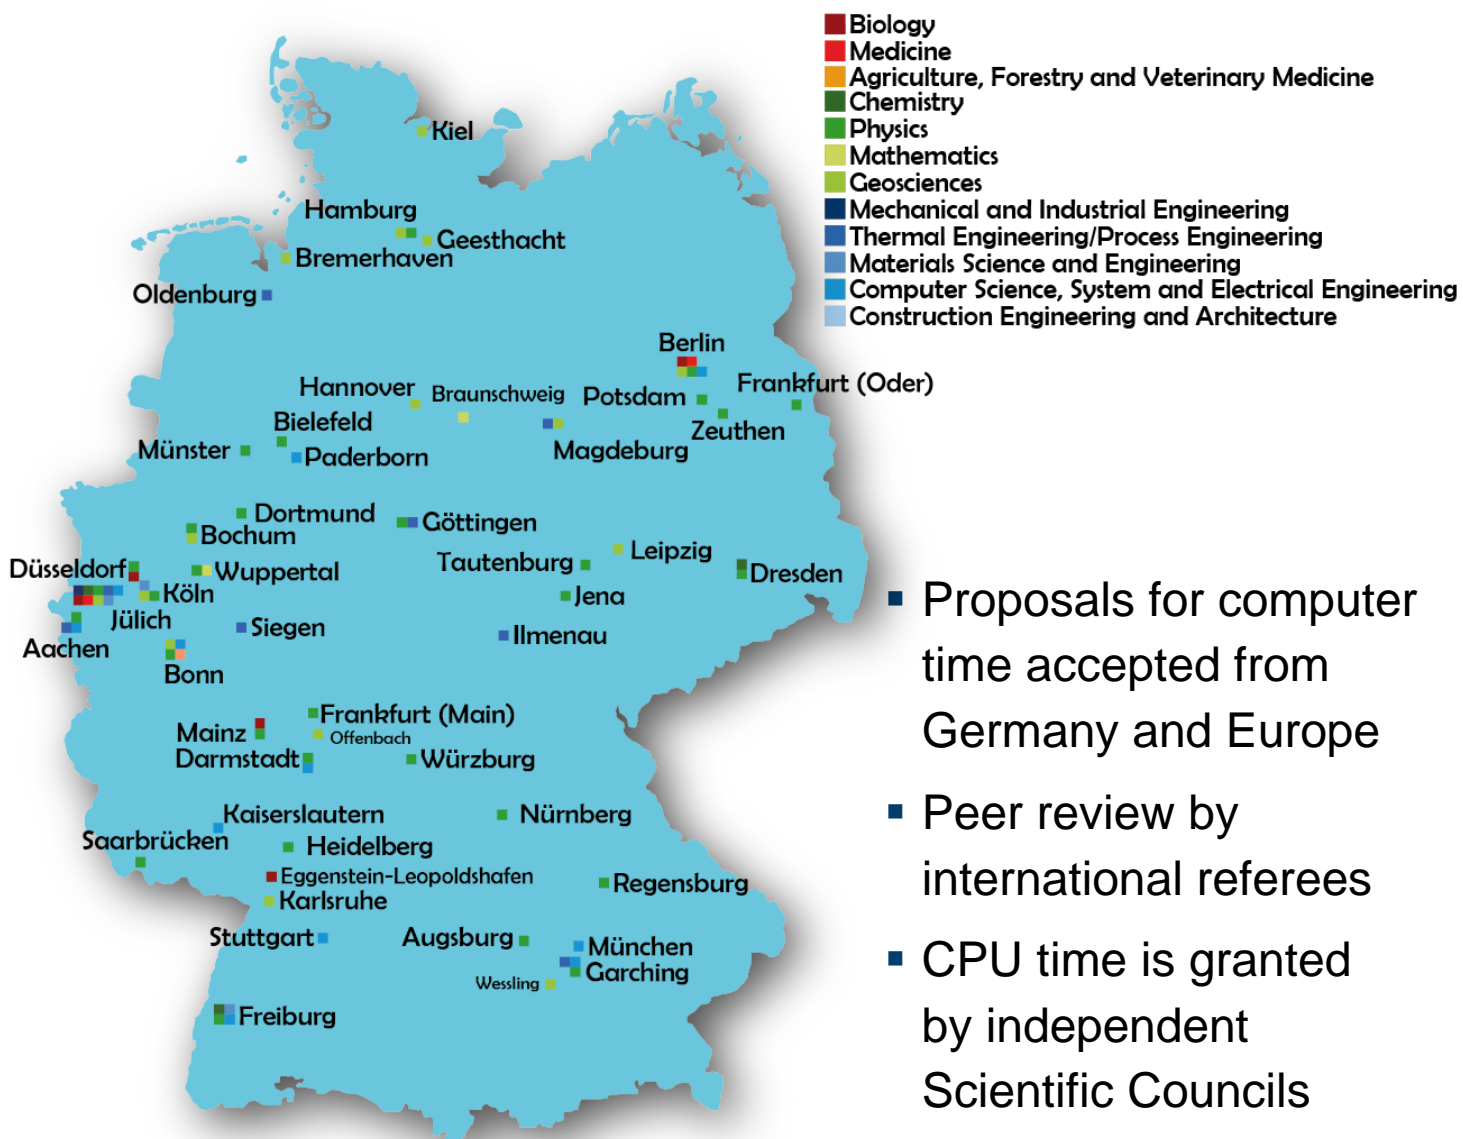 Biology
Medicine
Agriculture, Forestry and Veterinary Medicine
Chemistry
Physics
Mathematics
Geosciences
Mechanical and Industrial Engineering
Thermal Engineering/Process Engineering
Materials Science and Engineering
Computer Science, System and Electrical Engineering
Construction Engineering and Architecture
Kiel
Hamburg
Geesthacht
Bremerhaven
Oldenburg
Berlin
Hannover
Braunschweig
Potsdam
Frankfurt (Oder)
Bielefeld
Zeuthen
Münster
Paderborn
Magdeburg
Dortmund
Göttingen
Bochum
Leipzig
Tautenburg
Düsseldorf
Wuppertal
Dresden
Köln
Jena
Jülich
Siegen
Ilmenau
Aachen
Bonn
Frankfurt (Main)
Mainz
Offenbach
Darmstadt
Würzburg
Kaiserslautern
Nürnberg
Saarbrücken
Heidelberg
Eggenstein-Leopoldshafen
Regensburg
Karlsruhe
Stuttgart
Augsburg
München
Garching
Wessling
Freiburg
▪ Proposals for computer
time accepted from
Germany and Europe
▪ Peer review by
international referees
▪ CPU time is granted
by independent
Scientific Councils